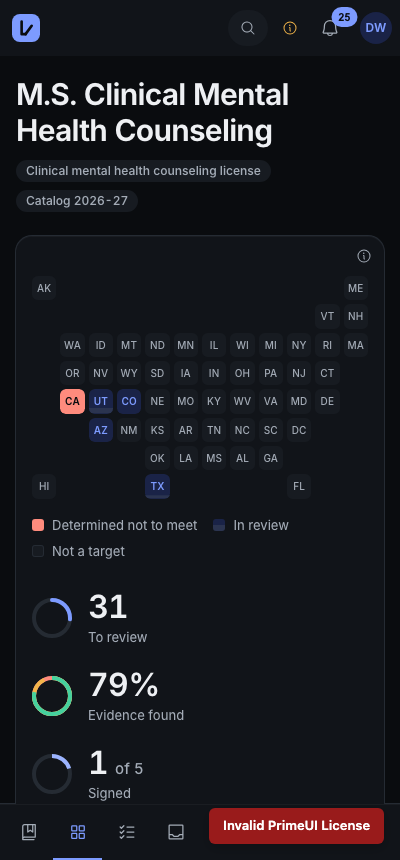 25
DW
M.S. Clinical Mental
Health Counseling
Clinical mental health counseling license
Catalog 2026-27
AK ME
VT NH
WA ID MT ND MN IL WI MI NY RI MA
OR NV WY SD IA IN OH PA NJ CT
CA UT CO NE MO KY WV VA MD DE
AZ NM KS AR TN NC SC DC
OK LA MS AL GA
HI TX FL
Determined not to meet In review
Not a target
31
To review
79%
Evidence found
1 of 5
Signed
Invalid PrimeUI License